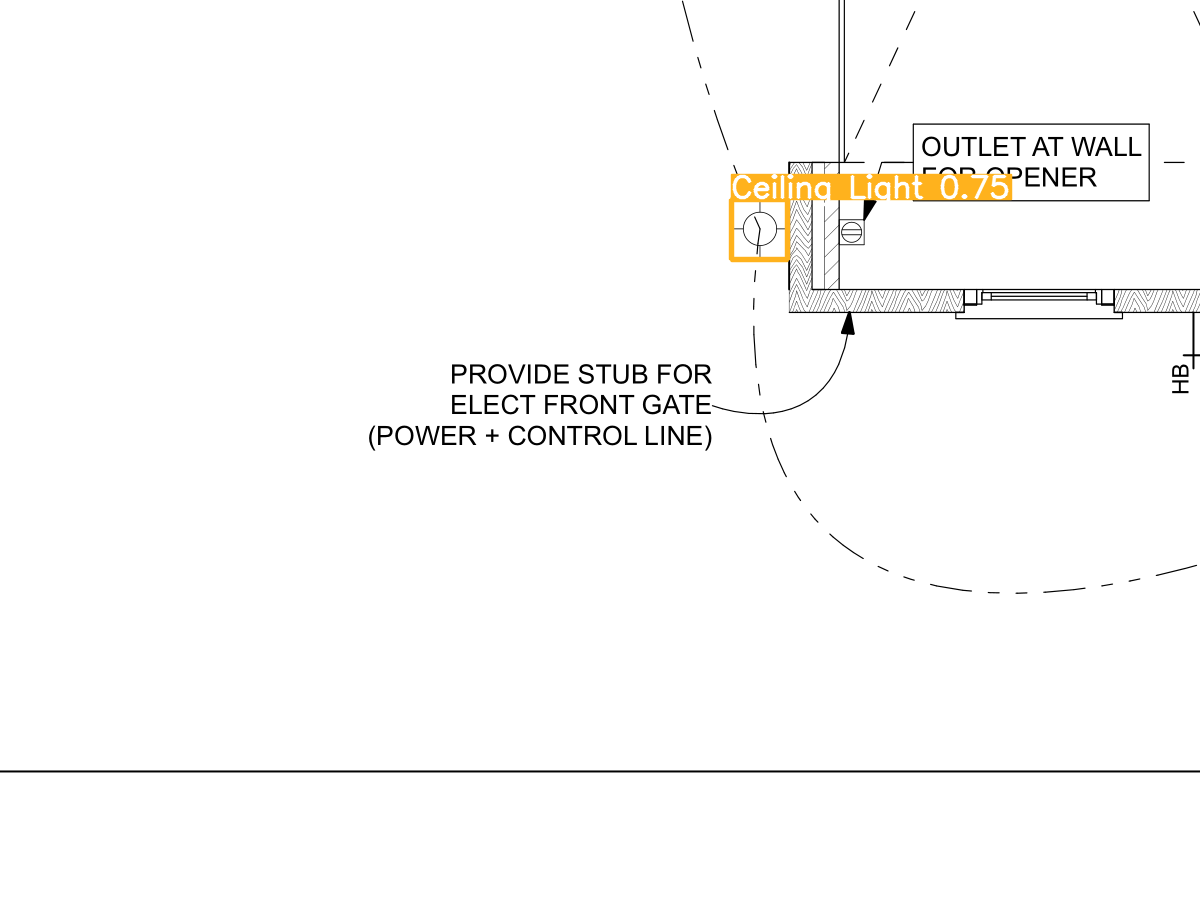 OUTLET AT WALL
FOR OPENER
Ceiling Light 0.75
PROVIDE STUB FOR
ELECT FRONT GATE
(POWER + CONTROL LINE)
HB